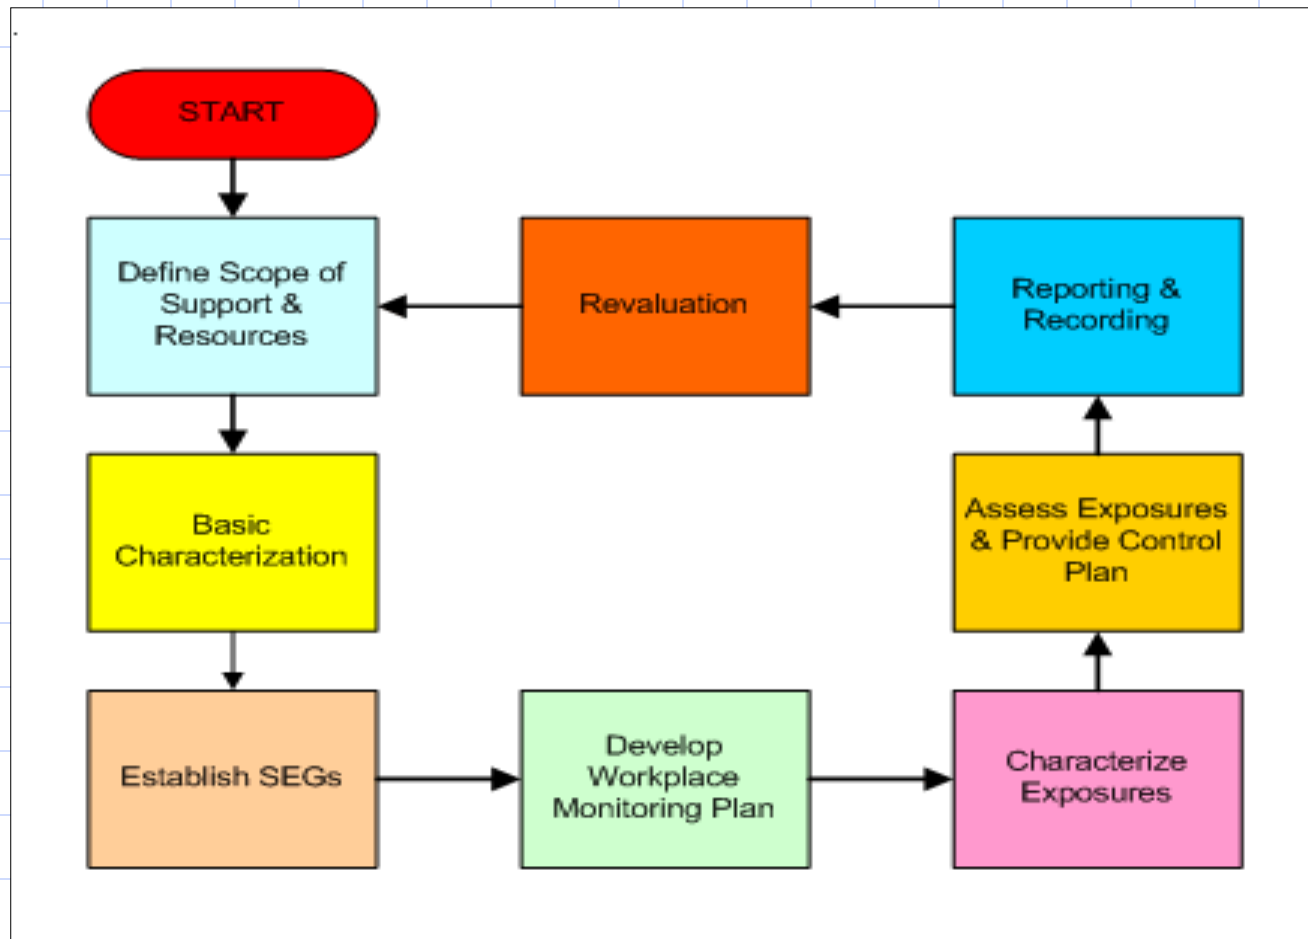 START
Define Scope of
Support &
Resources
Revaluation
Reporting &
Recording
Basic
Characterization
Assess Exposures
& Provide Control
Plan
Establish SEGs
Develop
Workplace
Monitoring Plan
Characterize
Exposures